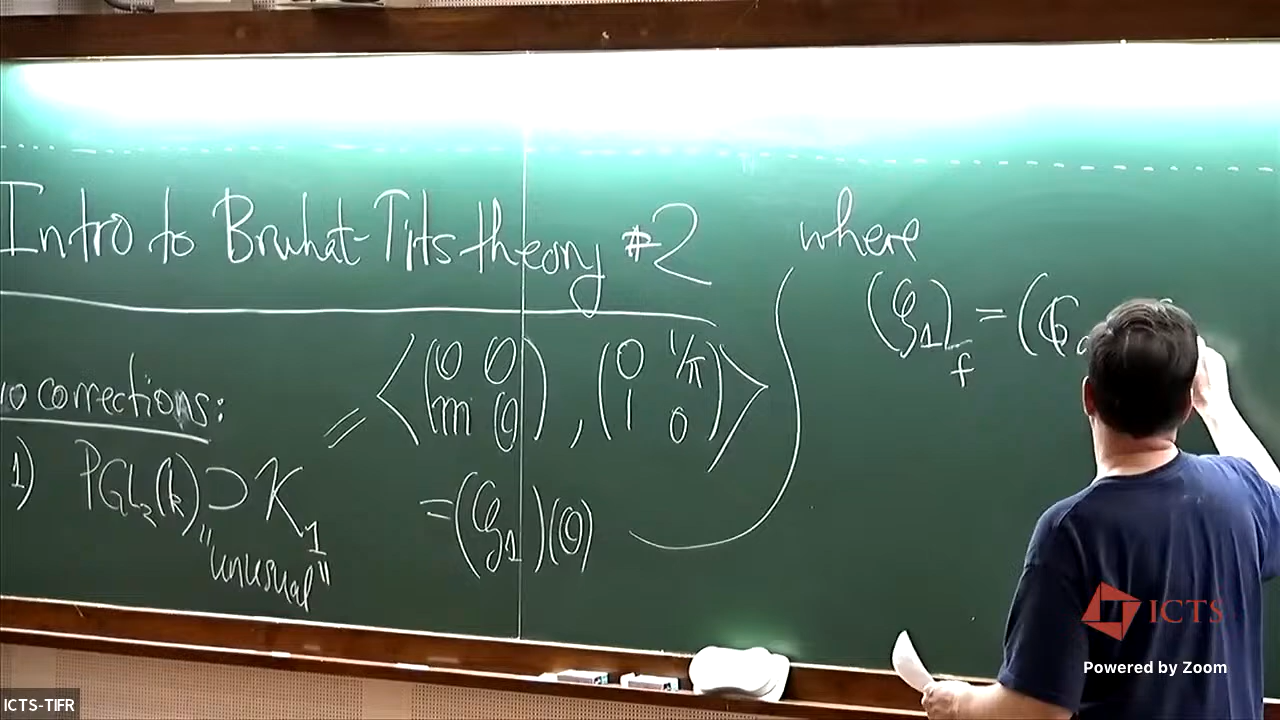 Intro to Bruhat-Tits theory #2
corrections:
1) PGL₂(k) ⊃ K₁
"unusual"
= ⟨(O O; m O), (0 1/π; 1 0)⟩
= (G₁)(O)
where
(G₁)_f = (G
ICTS
Powered by Zoom
ICTS-TIFR